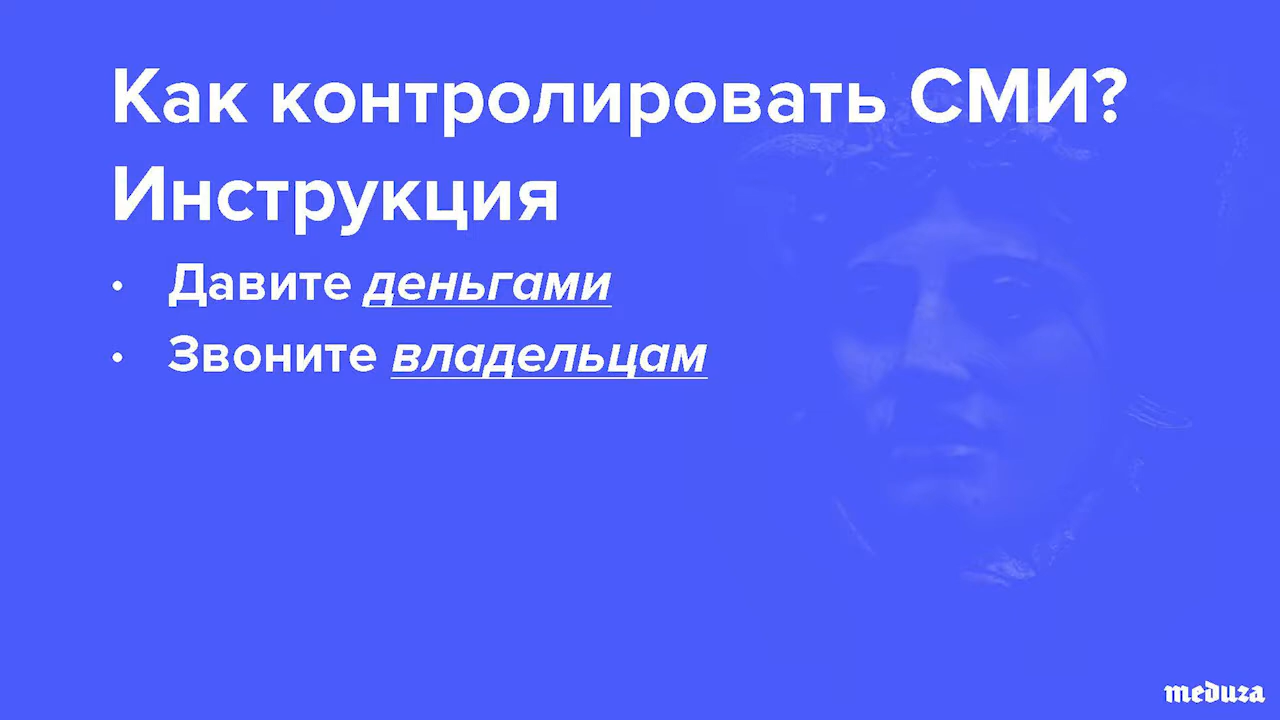 Как контролировать СМИ?
Инструкция
• Давите деньгами
• Звоните владельцам
meduza